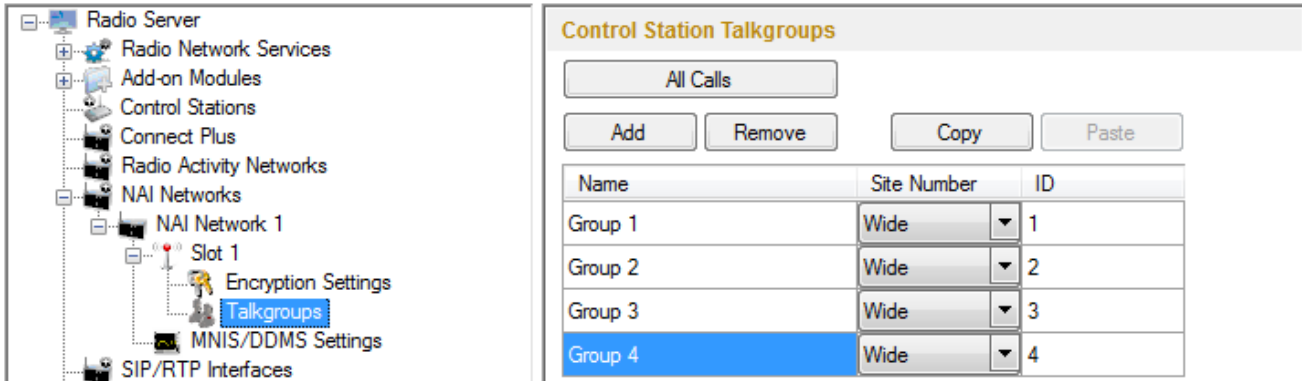 Radio Server
Radio Network Services
Add-on Modules
Control Stations
Connect Plus
Radio Activity Networks
NAI Networks
NAI Network 1
Slot 1
Encryption Settings
Talkgroups
MNIS/DDMS Settings
SIP/RTP Interfaces
Control Station Talkgroups
All Calls
Add Remove Copy Paste
Name Site Number ID
Group 1 Wide 1
Group 2 Wide 2
Group 3 Wide 3
Group 4 Wide 4